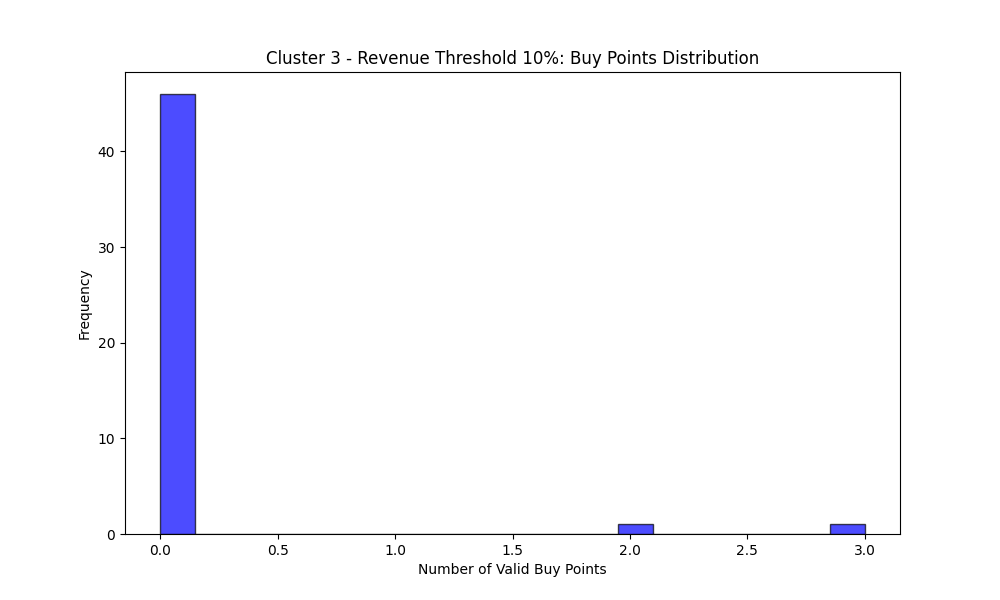 Cluster 3 - Revenue Threshold 10%: Buy Points Distribution
40
30
20
10
0
Frequency
0.0 0.5 1.0 1.5 2.0 2.5 3.0
Number of Valid Buy Points